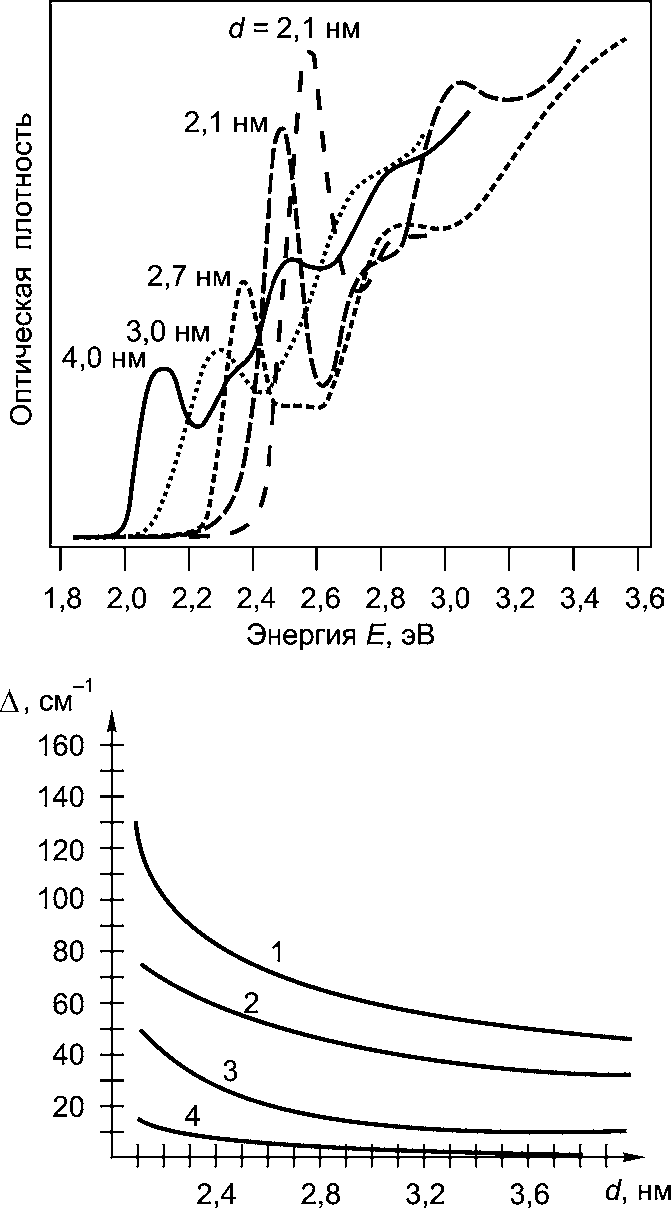 d = 2,1 нм
2,1 нм
2,7 нм
3,0 нм
4,0 нм
Оптическая плотность
1,8 2,0 2,2 2,4 2,6 2,8 3,0 3,2 3,4 3,6
Энергия E, эВ
Δ, см⁻¹
160
140
120
100
80
60
40
20
1
2
3
4
2,4 2,8 3,2 3,6 d, нм